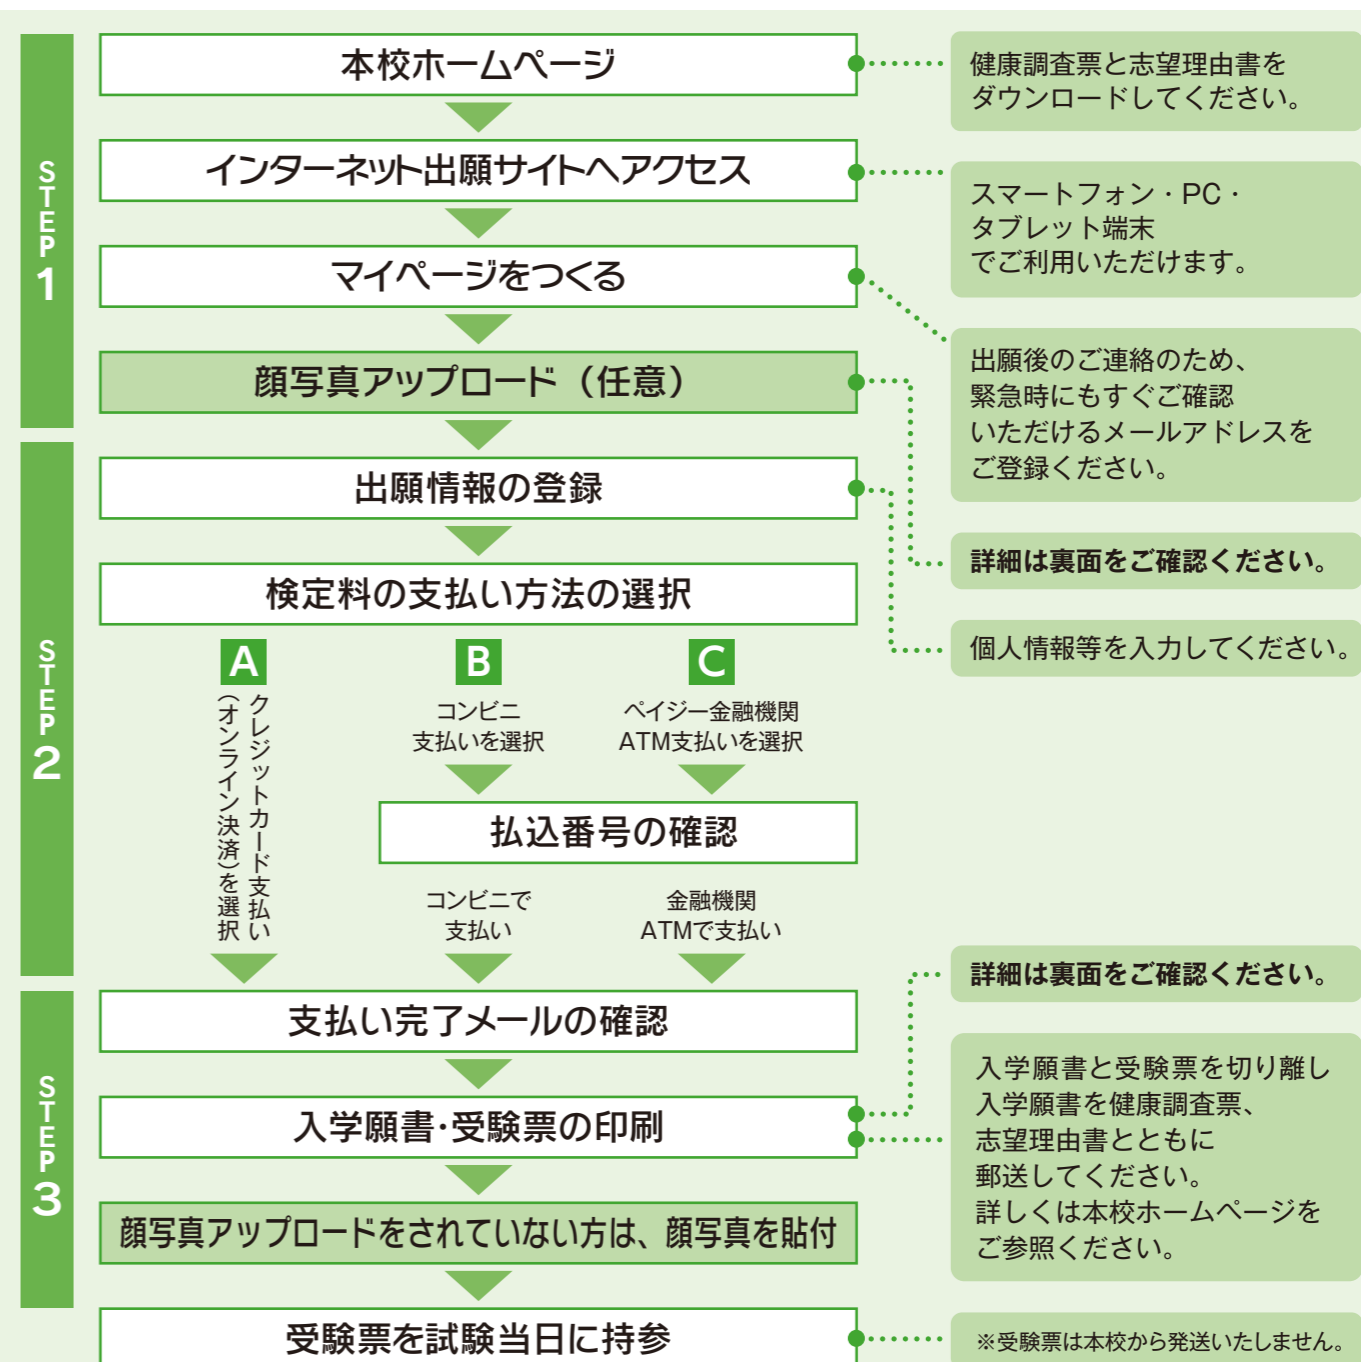 STEP1
本校ホームページ
健康調査票と志望理由書を
ダウンロードしてください。
インターネット出願サイトへアクセス
スマートフォン・PC・
タブレット端末
でご利用いただけます。
マイページをつくる
出願後のご連絡のため、
緊急時にもすぐご確認
いただけるメールアドレスを
ご登録ください。
顔写真アップロード（任意）
詳細は裏面をご確認ください。
STEP2
出願情報の登録
個人情報等を入力してください。
検定料の支払い方法の選択
A
クレジットカード支払い
（オンライン決済）を選択
B
コンビニ
支払いを選択
C
ペイジー金融機関
ATM支払いを選択
払込番号の確認
コンビニで
支払い
金融機関
ATMで支払い
STEP3
支払い完了メールの確認
入学願書・受験票の印刷
詳細は裏面をご確認ください。
入学願書と受験票を切り離し
入学願書を健康調査票、
志望理由書とともに
郵送してください。
詳しくは本校ホームページを
ご参照ください。
顔写真アップロードをされていない方は、顔写真を貼付
受験票を試験当日に持参
※受験票は本校から発送いたしません。